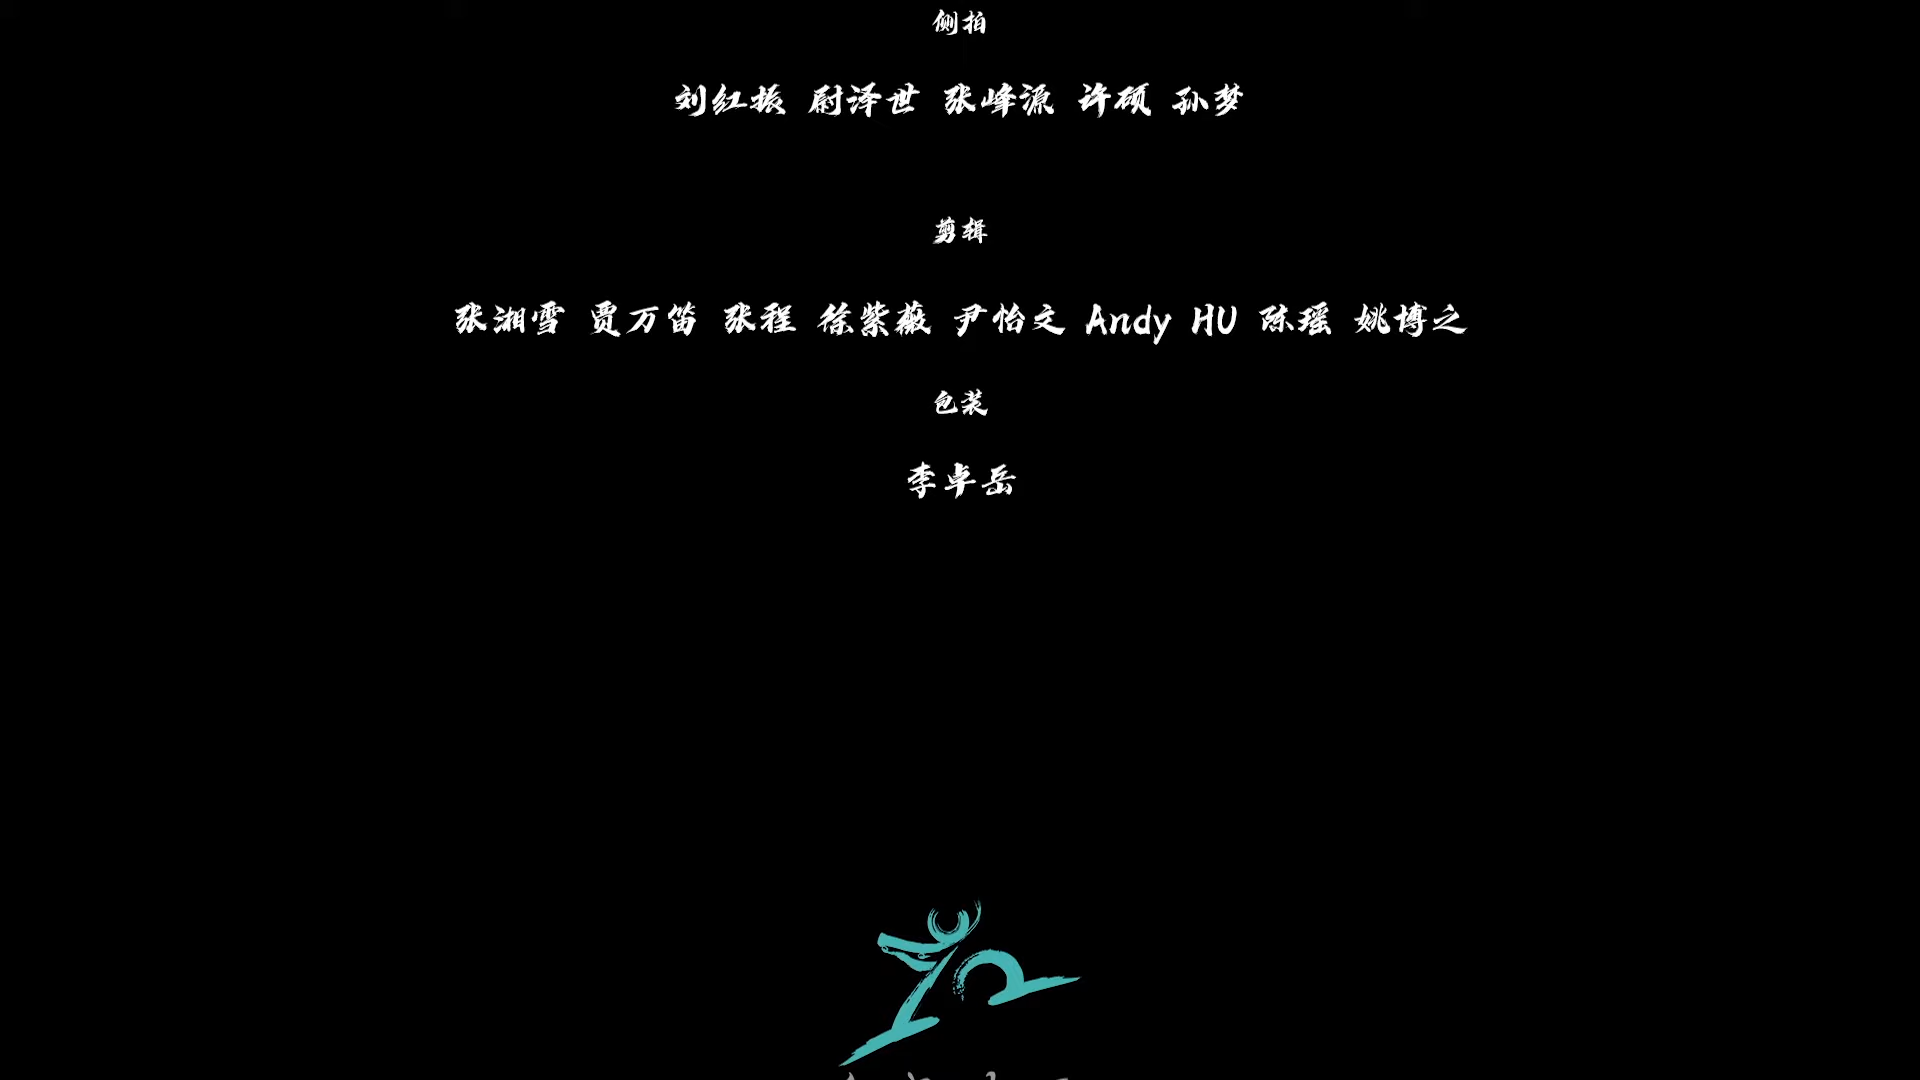 侧拍
刘红振 尉泽世 张峰源 许硕 孙梦
剪辑
张湘雪 贾万笛 张程 徐紫薇 尹怡文 Andy HU 陈瑶 姚博之
包装
李卓岳